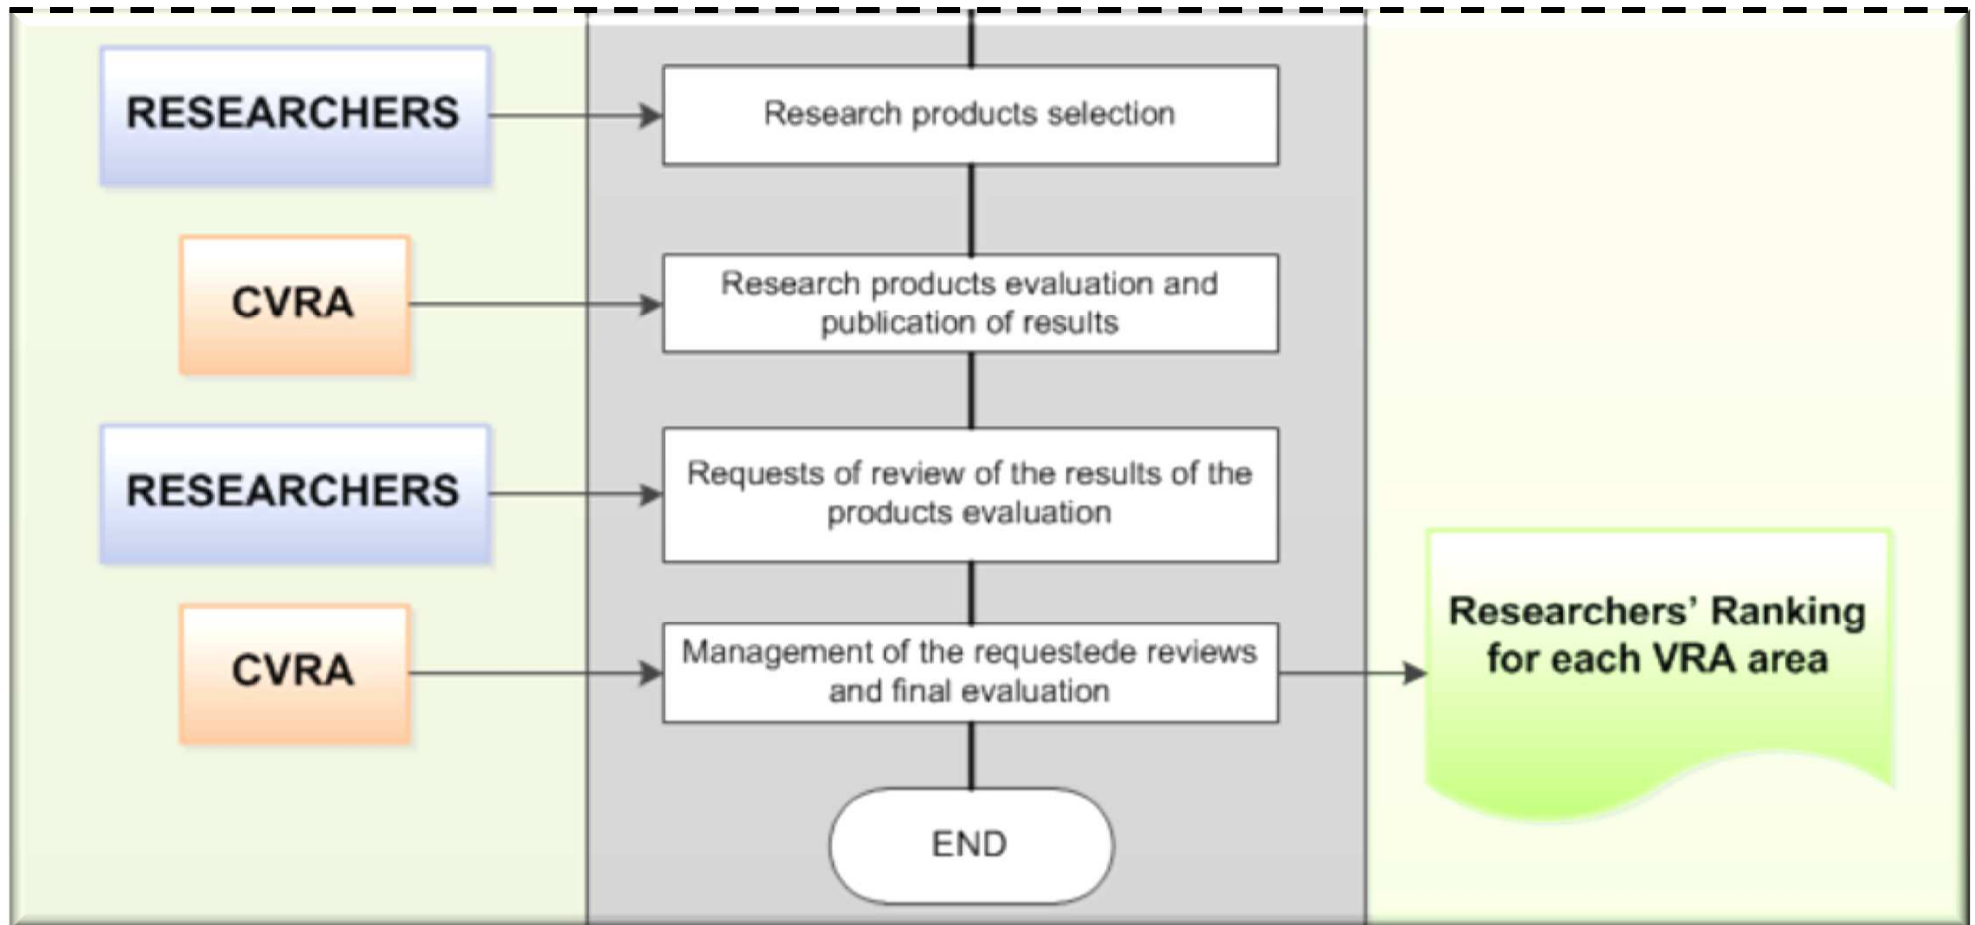 RESEARCHERS
Research products selection
CVRA
Research products evaluation and
publication of results
RESEARCHERS
Requests of review of the results of the
products evaluation
CVRA
Management of the requestede reviews
and final evaluation
Researchers’ Ranking
for each VRA area
END